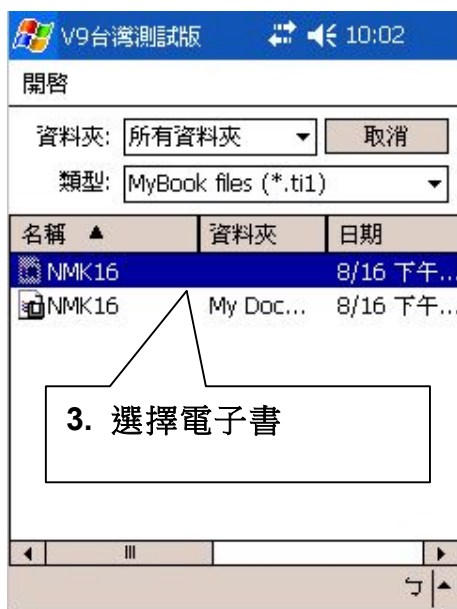 V9台灣測試版 10:02
開啓
資料夾: 所有資料夾 取消
類型: MyBook files (*.ti1)
名稱 資料夾 日期
NMK16 8/16 下午...
NMK16 My Doc... 8/16 下午...
3. 選擇電子書
ㄅ